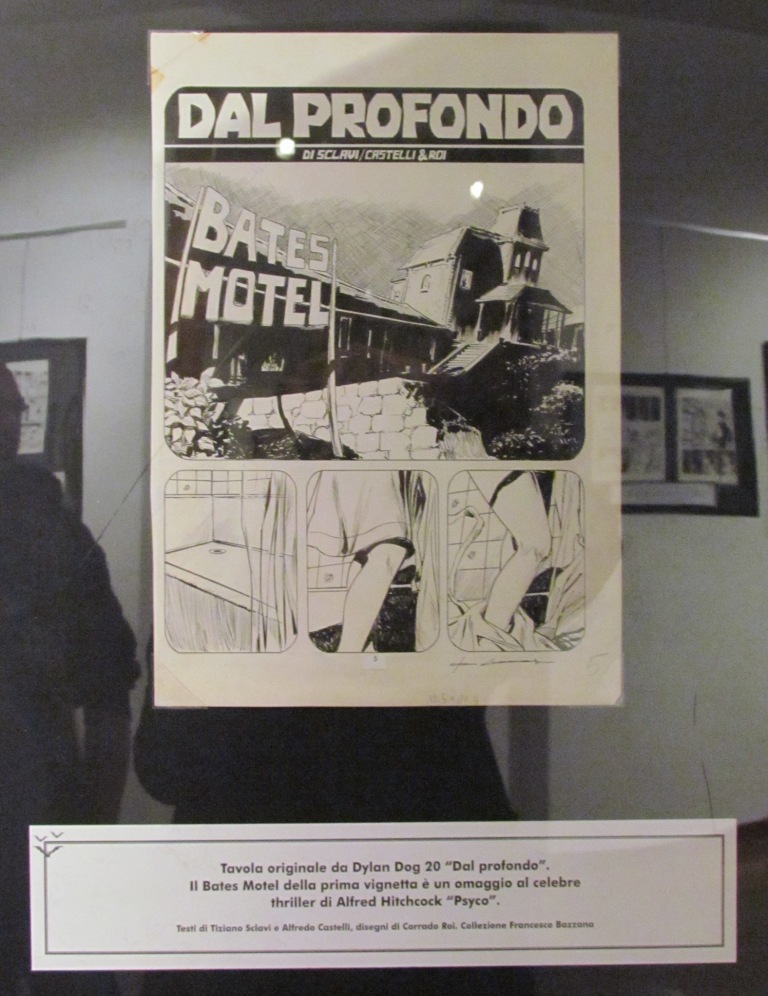 DAL PROFONDO
DI SCLAVI/CASTELLI & ROI
BATES
MOTEL
5
Tavola originale da Dylan Dog 20 “Dal profondo”.
Il Bates Motel della prima vignetta è un omaggio al celebre
thriller di Alfred Hitchcock “Psyco”.
Testi di Tiziano Sclavi e Alfredo Castelli, disegni di Corrado Roi. Collezione Francesco Bazzana